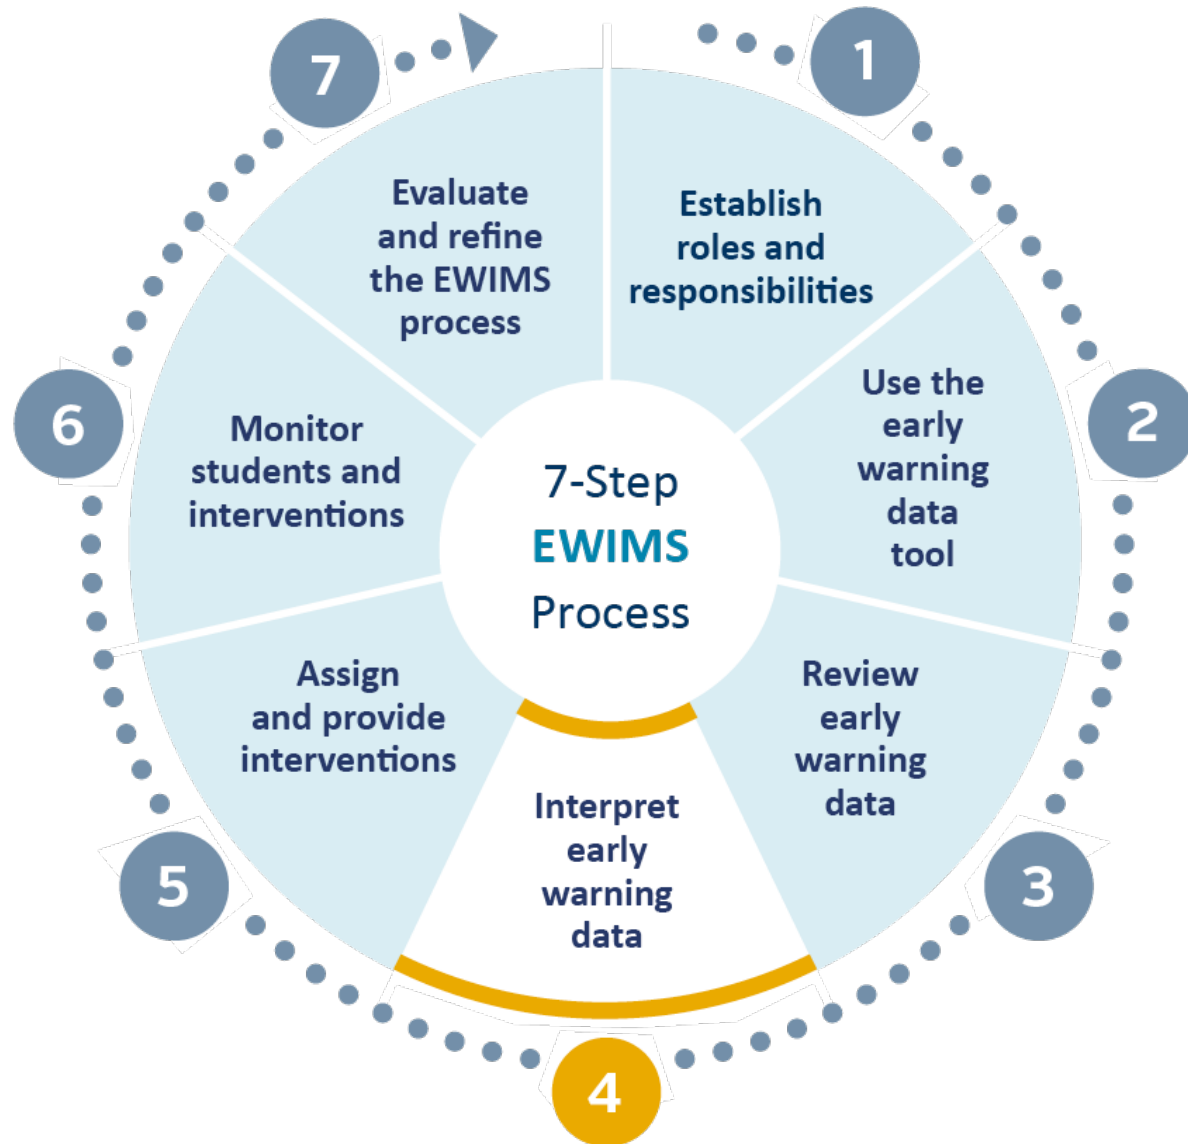 7-Step
EWIMS
Process
1
Establish
roles and
responsibilities
2
Use the
early
warning
data
tool
3
Review
early
warning
data
4
Interpret
early
warning
data
5
Assign
and provide
interventions
6
Monitor
students and
interventions
7
Evaluate
and refine
the EWIMS
process